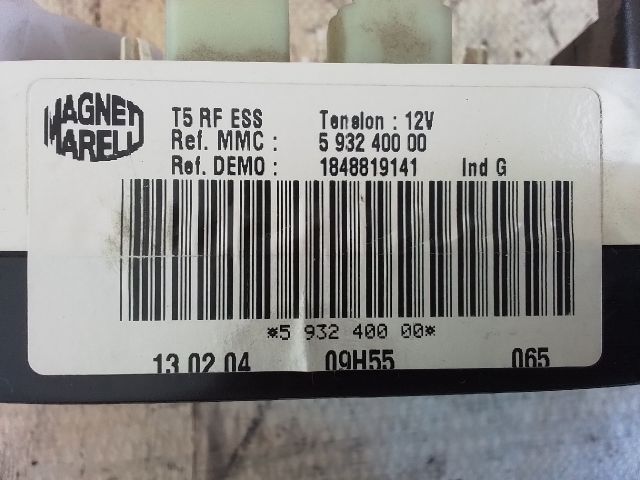 MAGNETI
MARELLI
T5 RF ESS Tension : 12V
Ref. MMC : 5 932 400 00
Ref. DEMO : 1848819141 Ind G
*5 932 400 00*
13.02.04 09H55 065